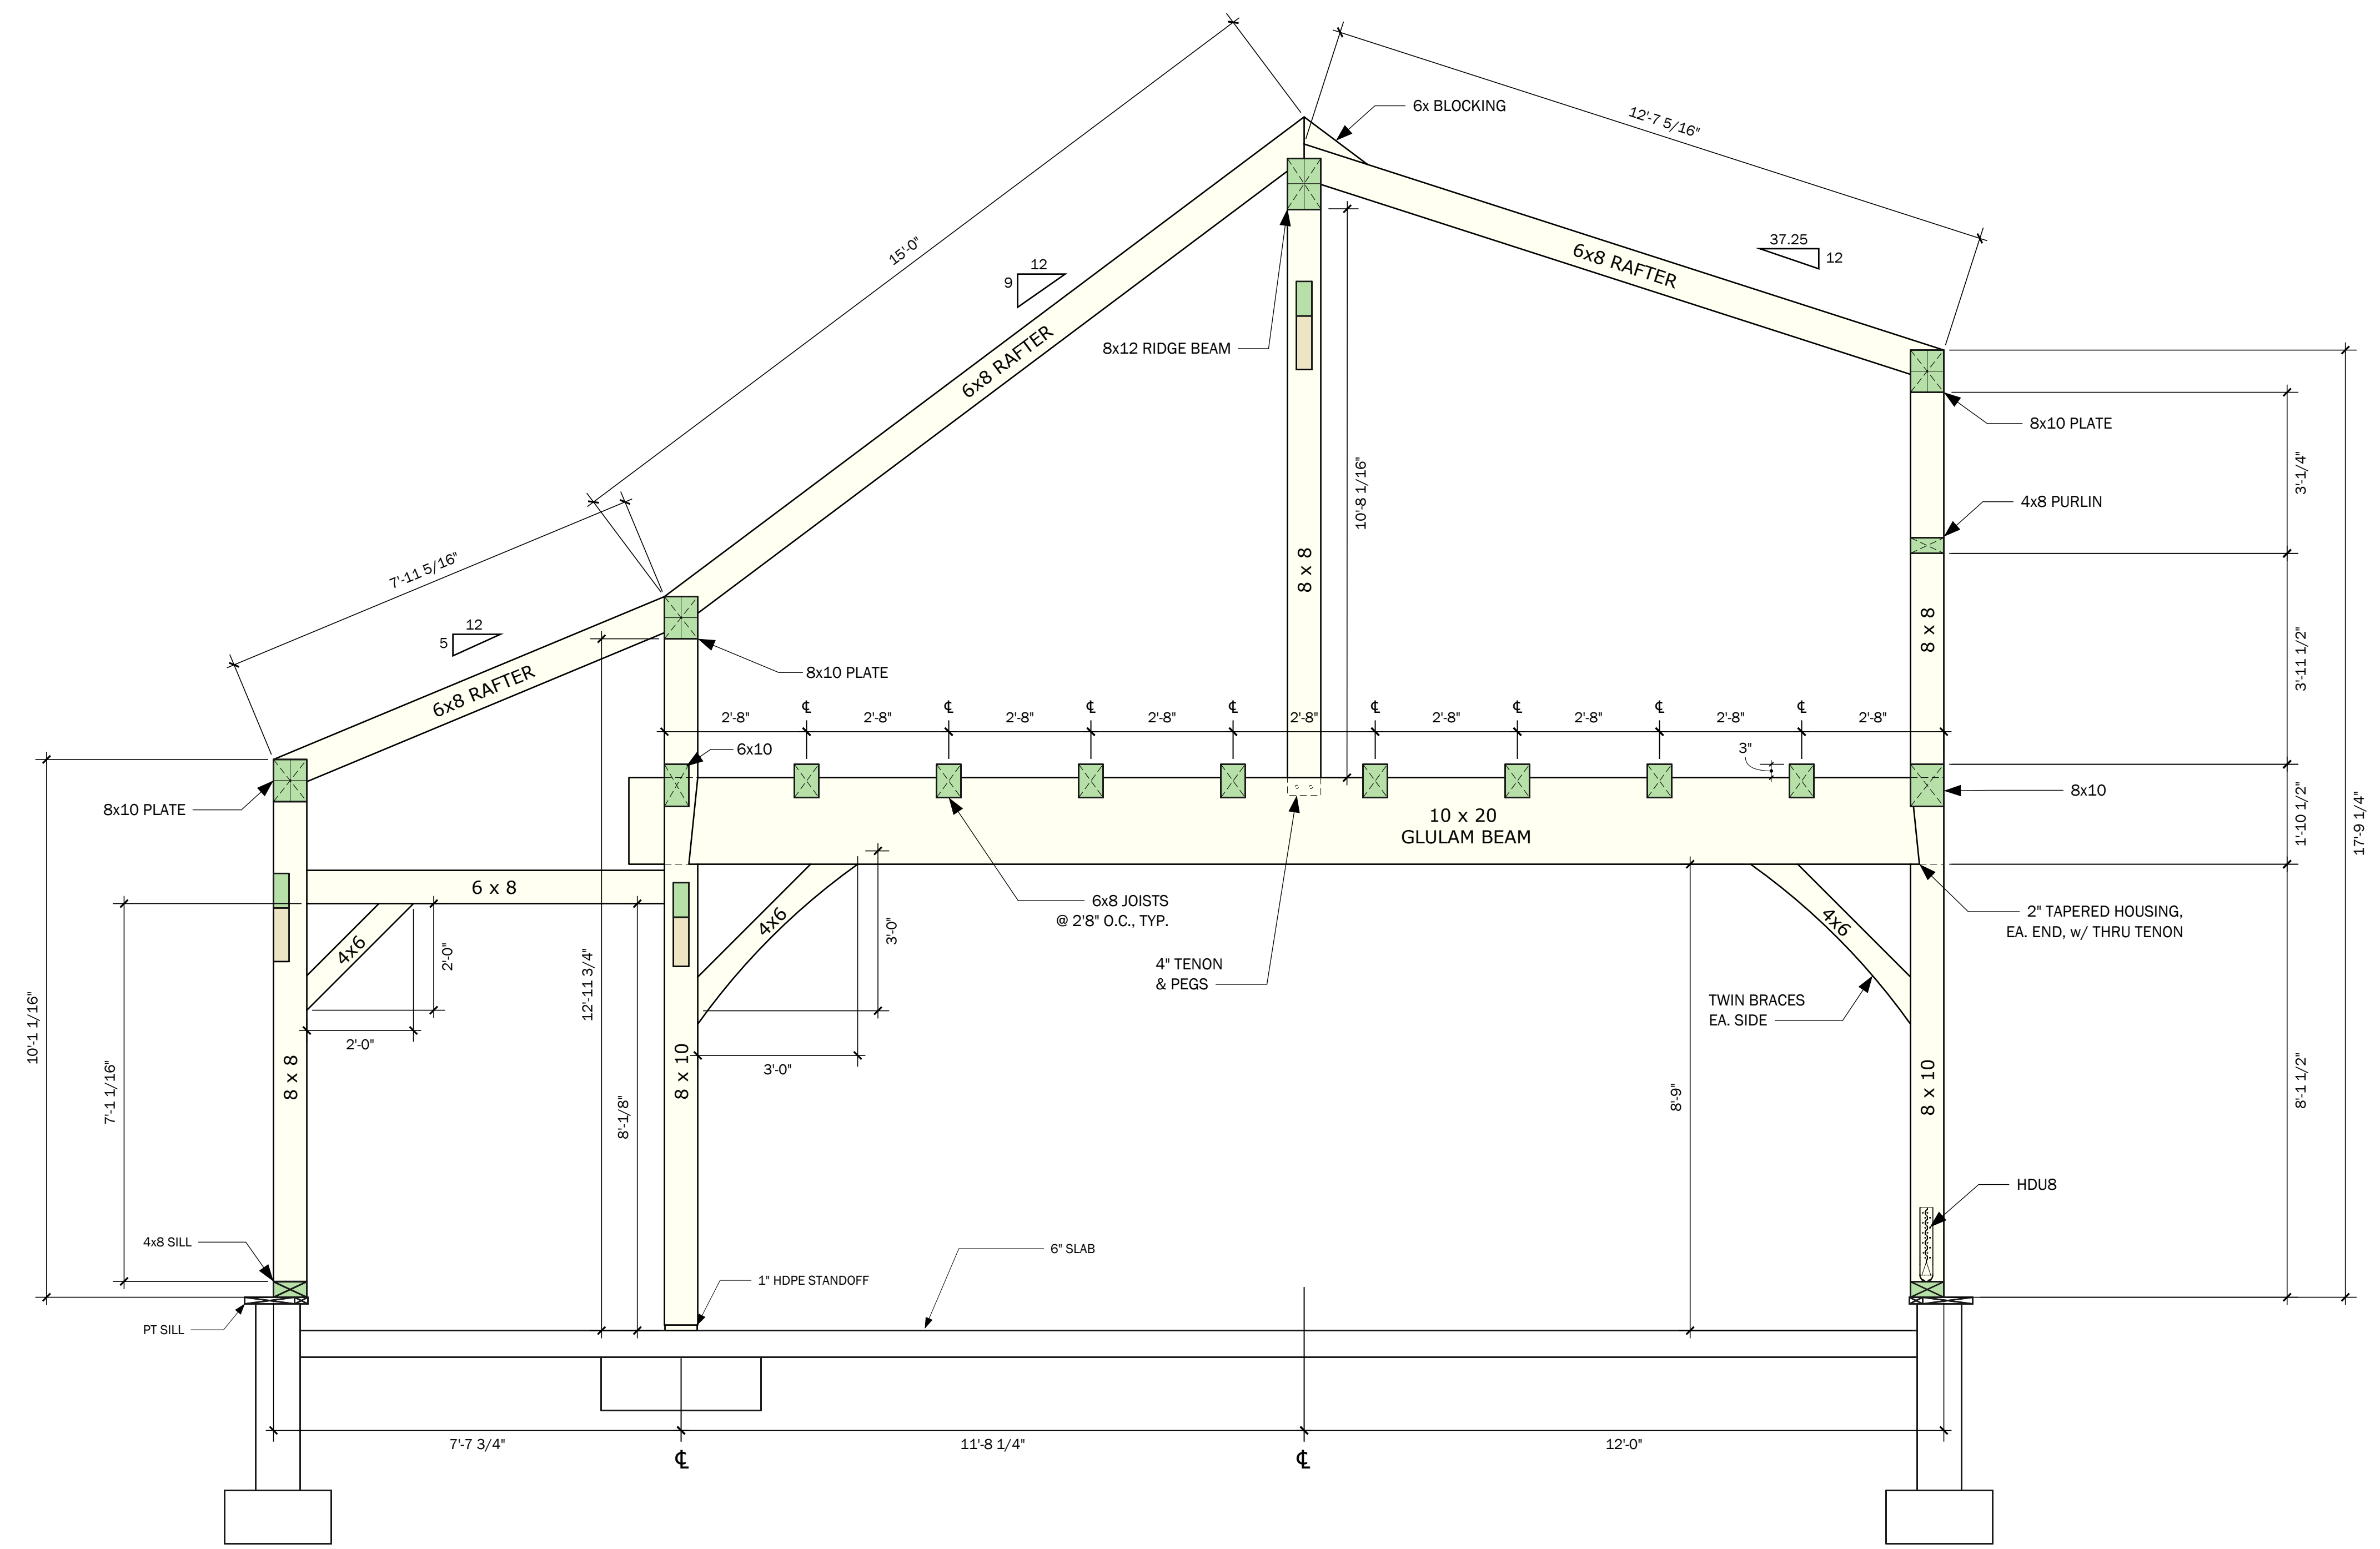 6x BLOCKING
12'-7 5/16"
15'-0"
37.25
12
6x8 RAFTER
12
9
8x12 RIDGE BEAM
6x8 RAFTER
8x10 PLATE
10'-8 1/16"
3'-1/4"
4x8 PURLIN
7'-11 5/16"
8 x 8
12
5
8 x 8
3'-11 1/2"
6x8 RAFTER
8x10 PLATE
℄ ℄ ℄ ℄ ℄ ℄ ℄ ℄
2'-8" 2'-8" 2'-8" 2'-8" 2'-8" 2'-8" 2'-8" 2'-8" 2'-8"
6x10
3"
8x10
8x10 PLATE
10 x 20
GLULAM BEAM
1'-10 1/2"
17'-9 1/4"
6 x 8
6x8 JOISTS
@ 2'8" O.C., TYP.
2" TAPERED HOUSING,
EA. END, w/ THRU TENON
4x6
4x6
4x6
2'-0"
3'-0"
4" TENON
& PEGS
12'-11 3/4"
TWIN BRACES
EA. SIDE
10'-1 1/16"
2'-0"
3'-0"
7'-1 1/16"
8 x 8
8'-1/8"
8 x 10
8'-9"
8 x 10
8'-1 1/2"
HDU8
4x8 SILL
6" SLAB
1" HDPE STANDOFF
PT SILL
7'-7 3/4" 11'-8 1/4" 12'-0"
℄ ℄